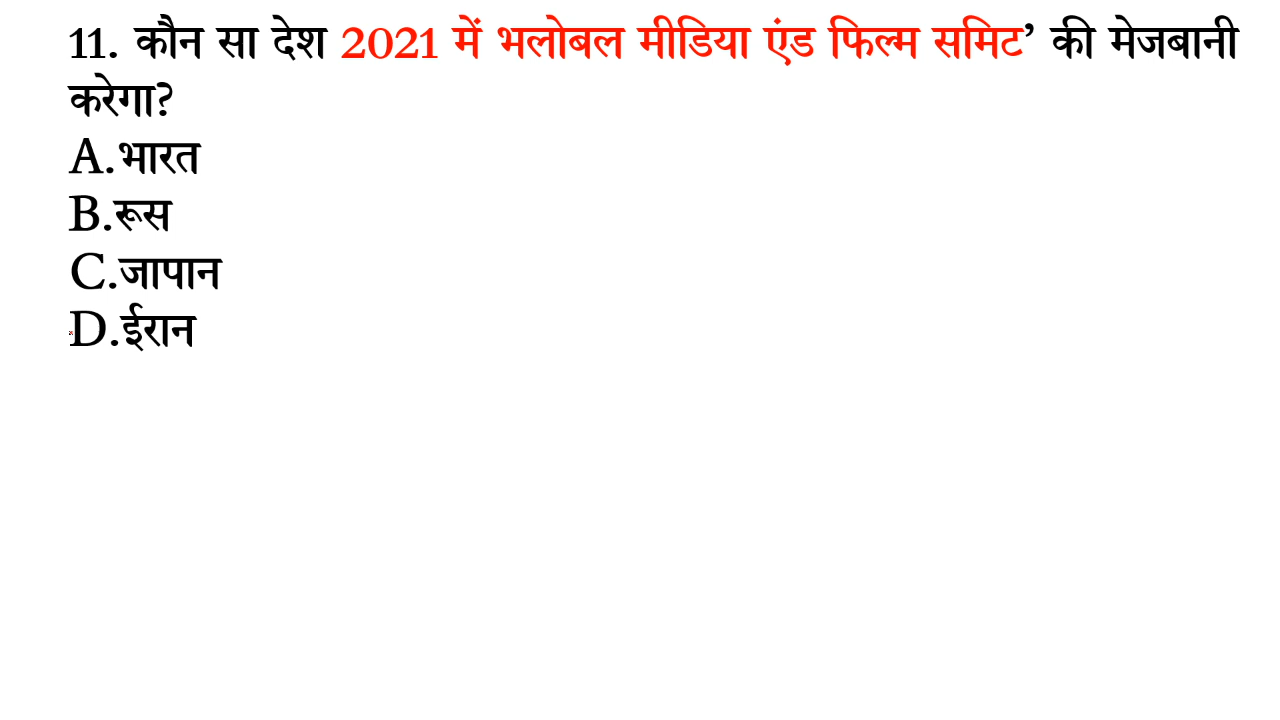 11. कौन सा देश 2021 में भलोबल मीडिया एंड फिल्म समिट’ की मेजबानी
करेगा?
A.भारत
B.रूस
C.जापान
D.ईरान